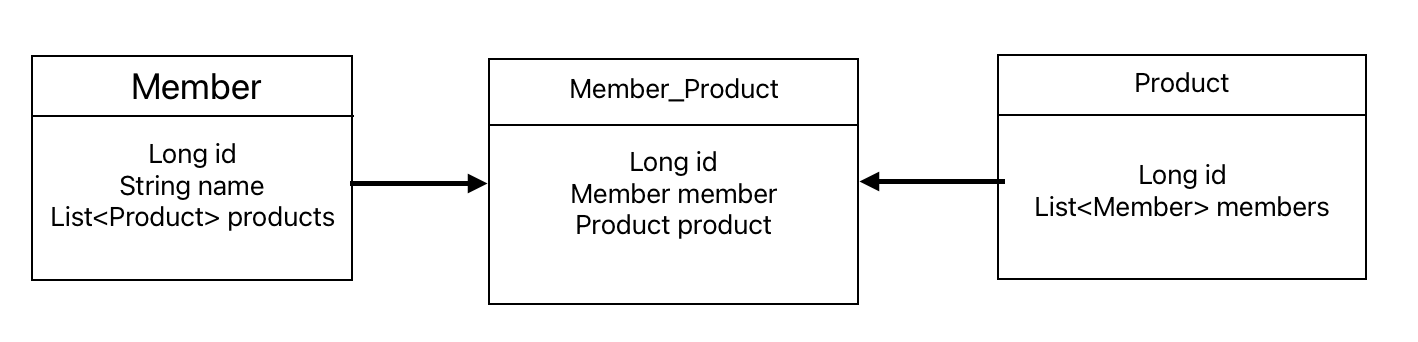 Member
Long id
String name
List<Product> products
Member_Product
Long id
Member member
Product product
Product
Long id
List<Member> members